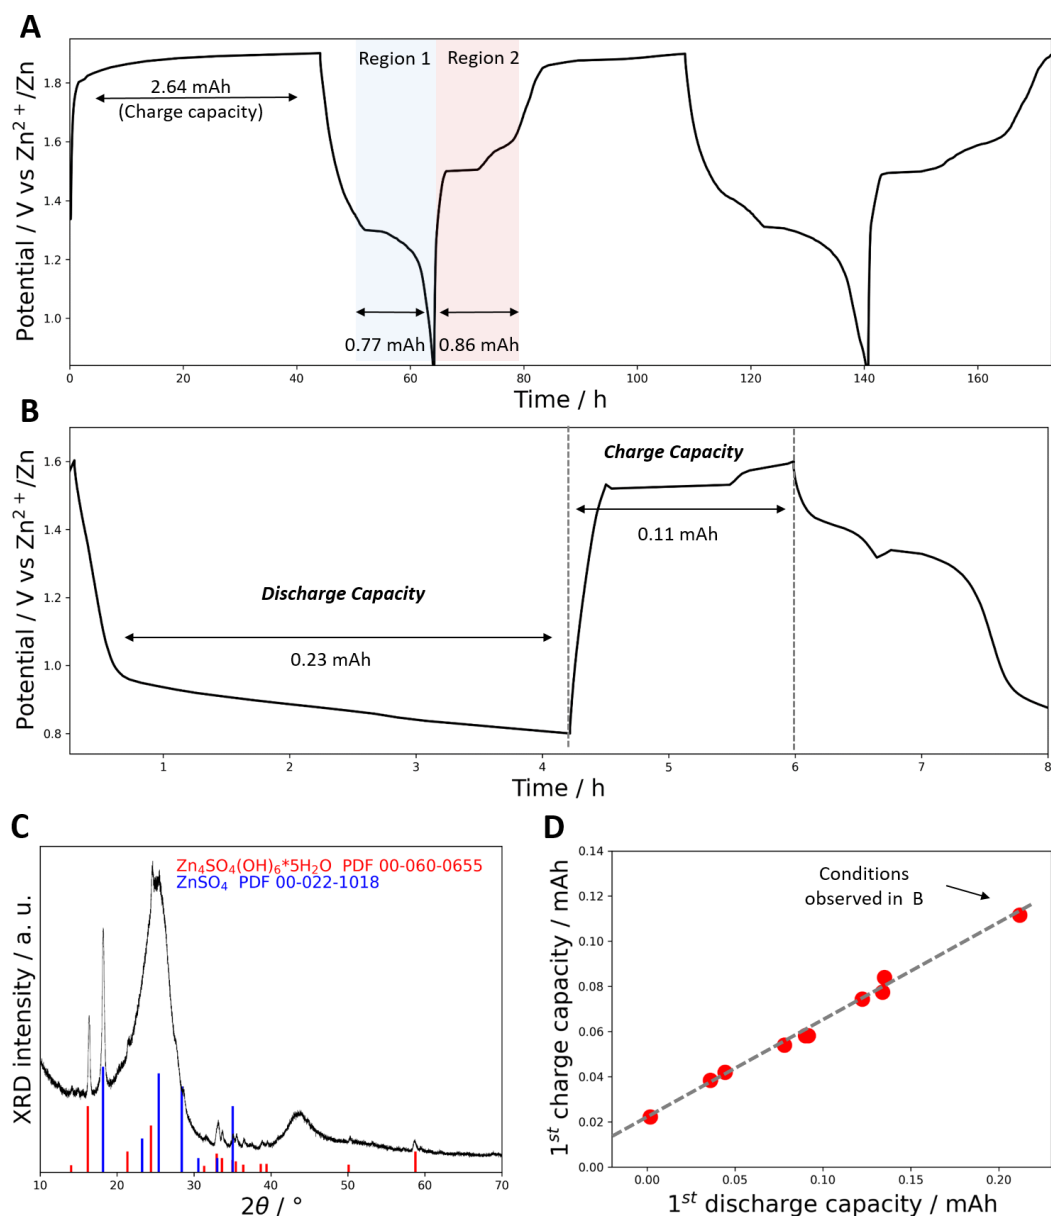 A
Potential / V vs Zn²⁺/Zn
1.8
1.6
1.4
1.2
1.0
2.64 mAh
(Charge capacity)
Region 1
Region 2
0.77 mAh
0.86 mAh
0 20 40 60 80 100 120 140 160
Time / h
B
Potential / V vs Zn²⁺/Zn
1.6
1.4
1.2
1.0
0.8
Discharge Capacity
0.23 mAh
Charge Capacity
0.11 mAh
1 2 3 4 5 6 7 8
Time / h
C
XRD intensity / a. u.
Zn₄SO₄(OH)₆*5H₂O PDF 00-060-0655
ZnSO₄ PDF 00-022-1018
10 20 30 40 50 60 70
2θ / °
D
1ˢᵗ charge capacity / mAh
0.14
0.12
0.10
0.08
0.06
0.04
0.02
0.00
Conditions
observed in B
0.00 0.05 0.10 0.15 0.20
1ˢᵗ discharge capacity / mAh